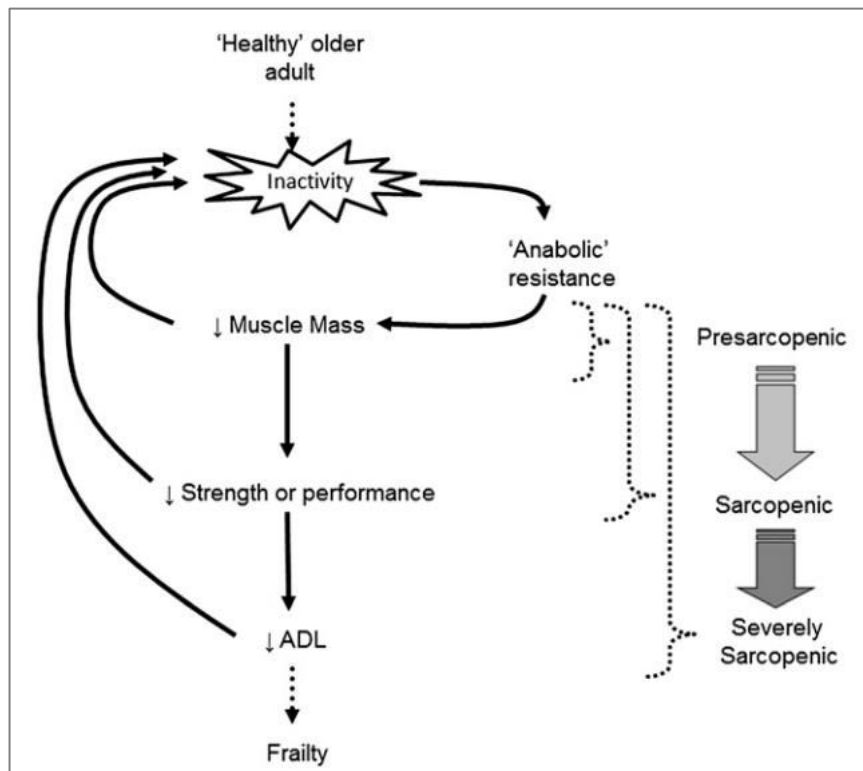 ‘Healthy’ older
adult
Inactivity
‘Anabolic’
resistance
↓ Muscle Mass
Presarcopenic
↓ Strength or performance
Sarcopenic
↓ ADL
Severely
Sarcopenic
Frailty